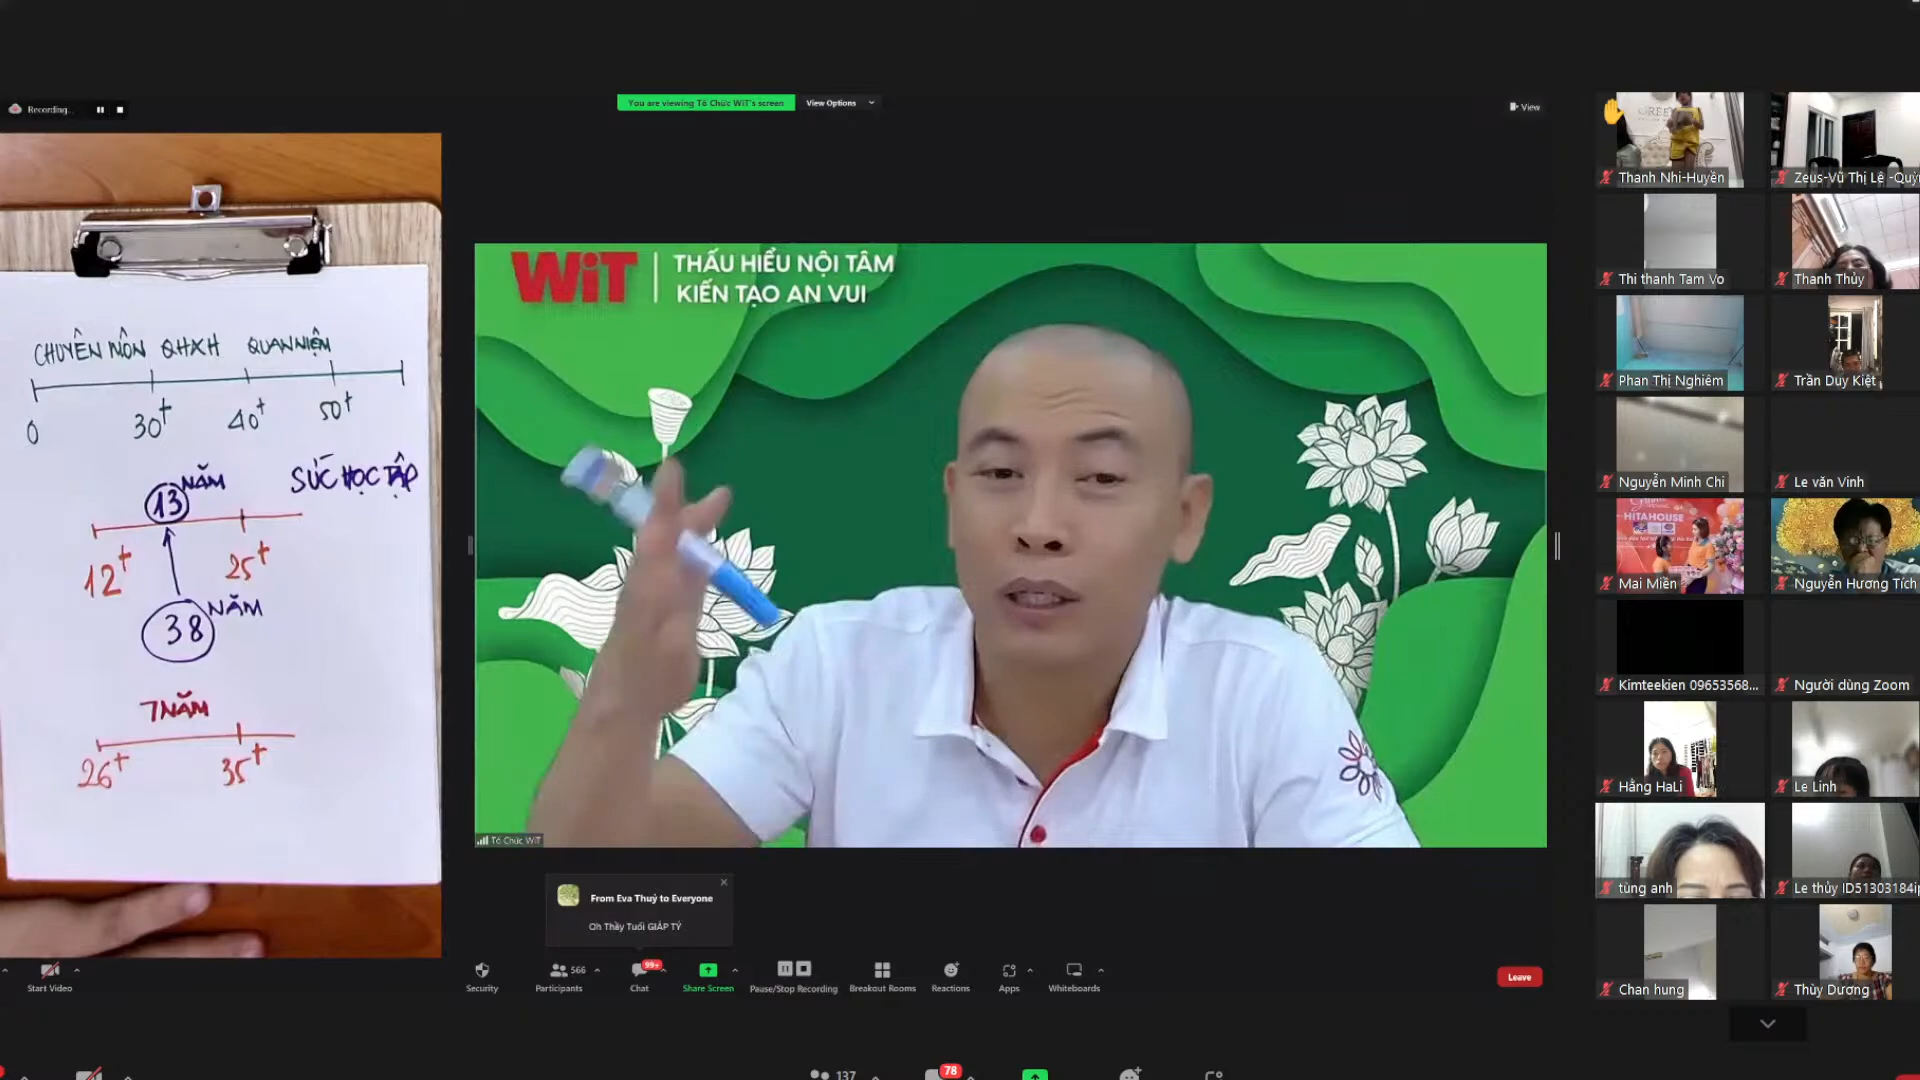 Recording...
You are viewing Tổ Chức WiT's screen
View Options
View
CHUYÊN MÔN QHXH QUAN NIỆM
0 30+ 40+ 50+
13 NĂM
SỨC HỌC TẬP
12+ 25+
38 NĂM
7 NĂM
26+ 35+
WiT
THẤU HIỂU NỘI TÂM
KIẾN TẠO AN VUI
Tổ Chức WiT
From Eva Thuỷ to Everyone
Oh Thầy Tuổi GIÁP TÝ
Start Video
Security
Participants 566
Chat 99+
Share Screen
Pause/Stop Recording
Breakout Rooms
Reactions
Apps
Whiteboards
Leave
Thanh Nhi-Huyền
Zeus-Vũ Thị Lê -Quỳn
Thi thanh Tam Vo
Thanh Thủy
Phan Thị Nghiêm
Trần Duy Kiệt
Nguyễn Minh Chi
Le văn Vinh
HiTAHOUSE
Mai Miền
Nguyễn Hương Tích
Kimteekien 09653568...
Người dùng Zoom
Hằng HaLi
Le Linh
tùng anh
Le thủy ID51303184ip
Chan hung
Thùy Dương
137
78